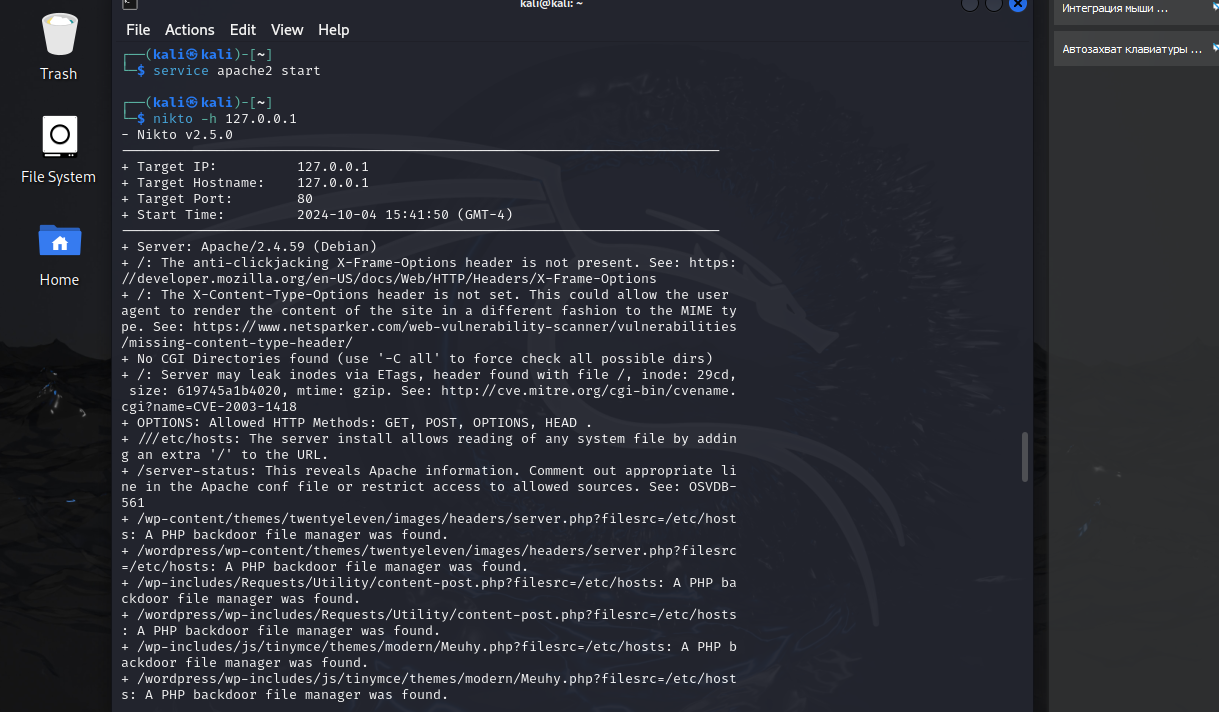 kali@kali: ~
Интеграция мыши ...
File Actions Edit View Help
Автозахват клавиатуры ...
Trash
File System
Home
┌──(kali㉿kali)-[~]
└─$ service apache2 start
┌──(kali㉿kali)-[~]
└─$ nikto -h 127.0.0.1
- Nikto v2.5.0
+ Target IP: 127.0.0.1
+ Target Hostname: 127.0.0.1
+ Target Port: 80
+ Start Time: 2024-10-04 15:41:50 (GMT-4)
+ Server: Apache/2.4.59 (Debian)
+ /: The anti-clickjacking X-Frame-Options header is not present. See: https:
//developer.mozilla.org/en-US/docs/Web/HTTP/Headers/X-Frame-Options
+ /: The X-Content-Type-Options header is not set. This could allow the user
agent to render the content of the site in a different fashion to the MIME ty
pe. See: https://www.netsparker.com/web-vulnerability-scanner/vulnerabilities
/missing-content-type-header/
+ No CGI Directories found (use '-C all' to force check all possible dirs)
+ /: Server may leak inodes via ETags, header found with file /, inode: 29cd,
size: 619745a1b4020, mtime: gzip. See: http://cve.mitre.org/cgi-bin/cvename.
cgi?name=CVE-2003-1418
+ OPTIONS: Allowed HTTP Methods: GET, POST, OPTIONS, HEAD .
+ ///etc/hosts: The server install allows reading of any system file by addin
g an extra '/' to the URL.
+ /server-status: This reveals Apache information. Comment out appropriate li
ne in the Apache conf file or restrict access to allowed sources. See: OSVDB-
561
+ /wp-content/themes/twentyeleven/images/headers/server.php?filesrc=/etc/host
s: A PHP backdoor file manager was found.
+ /wordpress/wp-content/themes/twentyeleven/images/headers/server.php?filesrc
=/etc/hosts: A PHP backdoor file manager was found.
+ /wp-includes/Requests/Utility/content-post.php?filesrc=/etc/hosts: A PHP ba
ckdoor file manager was found.
+ /wordpress/wp-includes/Requests/Utility/content-post.php?filesrc=/etc/hosts
: A PHP backdoor file manager was found.
+ /wp-includes/js/tinymce/themes/modern/Meuhy.php?filesrc=/etc/hosts: A PHP b
ackdoor file manager was found.
+ /wordpress/wp-includes/js/tinymce/themes/modern/Meuhy.php?filesrc=/etc/host
s: A PHP backdoor file manager was found.